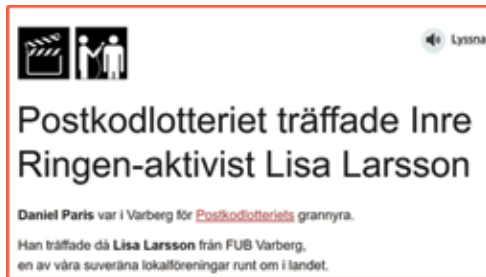 Lyssna
Postkodlotteriet träffade Inre
Ringen-aktivist Lisa Larsson
Daniel Paris var i Varberg för Postkodlotteriets grannyra.
Han träffade då Lisa Larsson från FUB Varberg,
en av våra suveräna lokalföreningar runt om i landet.